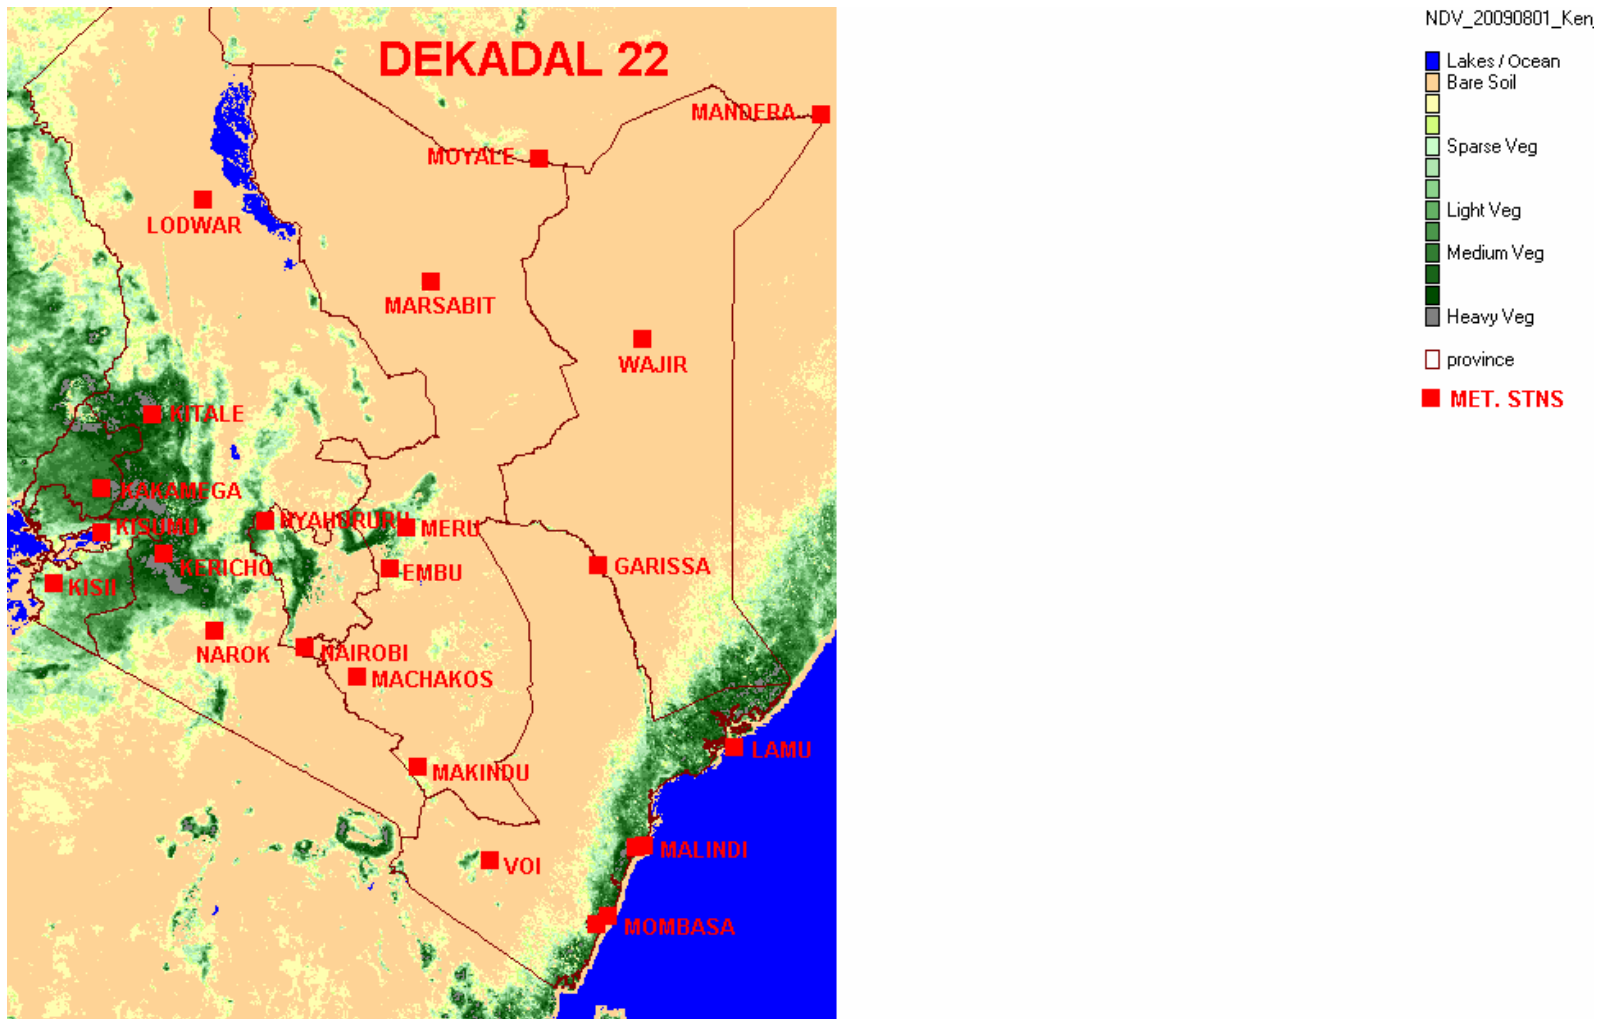 DEKADAL 22
MANDERA
MOYALE
LODWAR
MARSABIT
WAJIR
KITALE
KAKAMEGA
NYAHURURU
KISUMU
MERU
KERICHO
EMBU
GARISSA
KISII
NAROK
NAIROBI
MACHAKOS
LAMU
MAKINDU
MALINDI
VOI
MOMBASA
NDV_20090801_Ken
Lakes / Ocean
Bare Soil
Sparse Veg
Light Veg
Medium Veg
Heavy Veg
province
MET. STNS